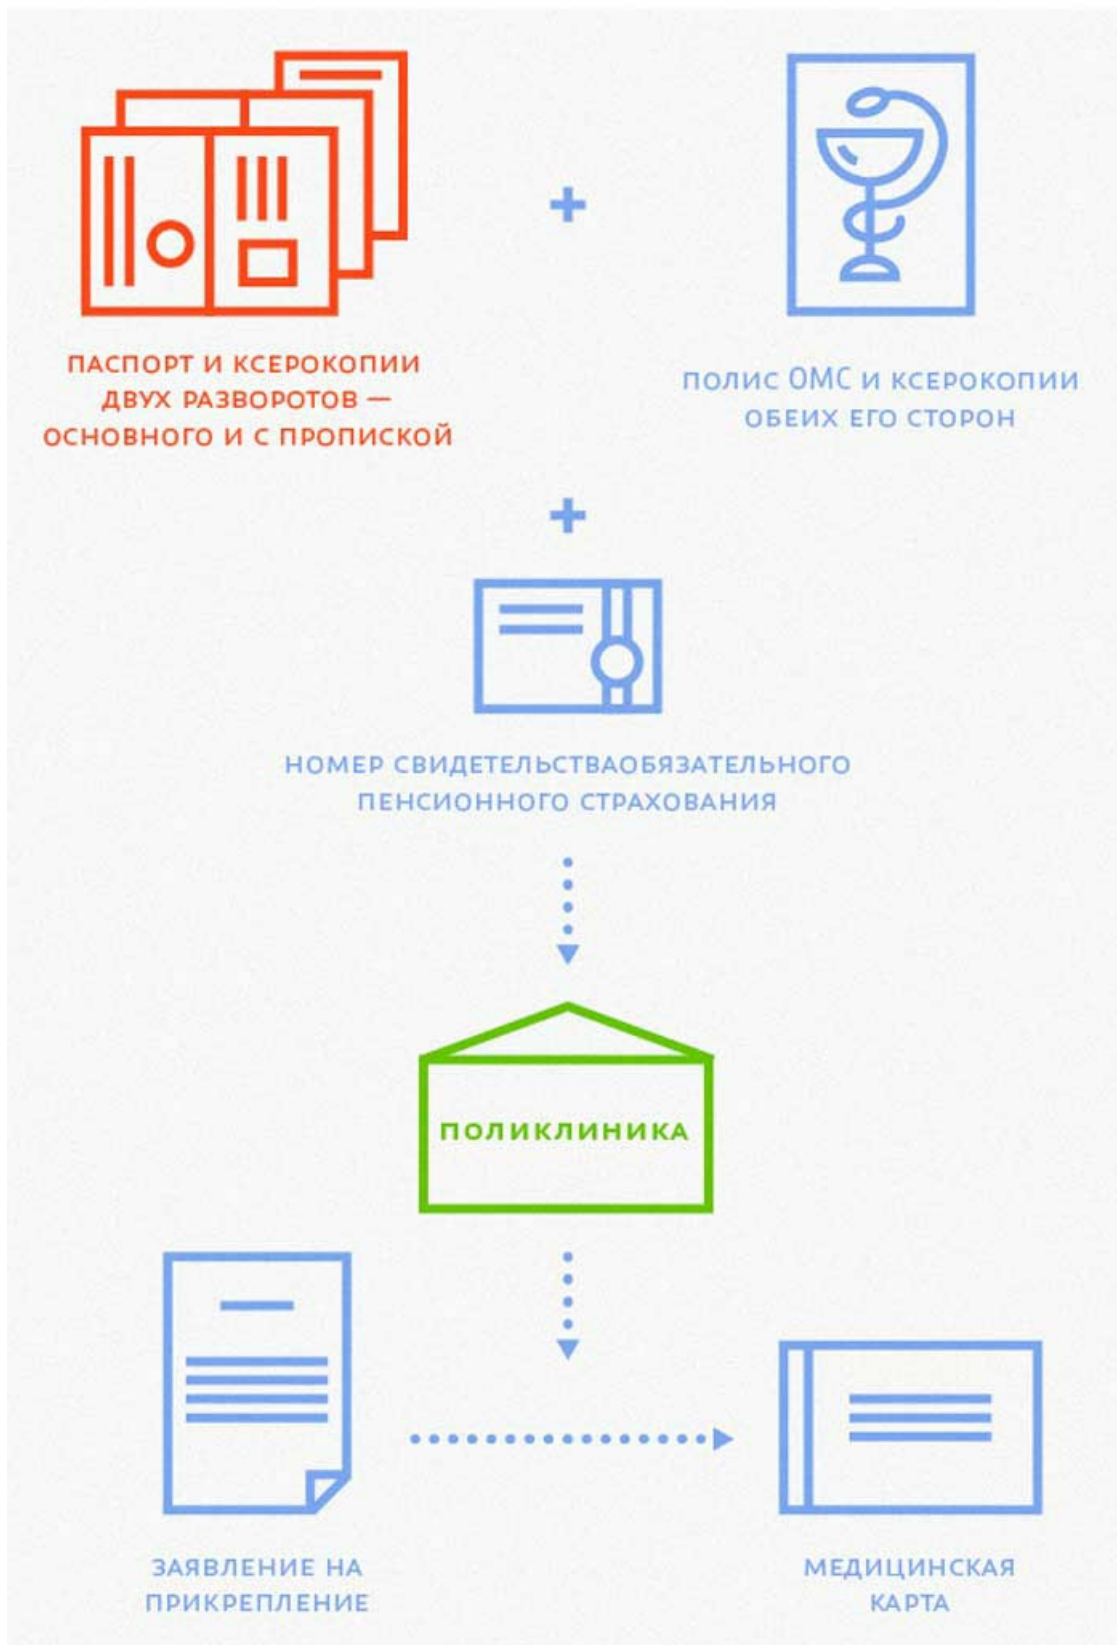 ПАСПОРТ И КСЕРОКОПИИ
ДВУХ РАЗВОРОТОВ —
ОСНОВНОГО И С ПРОПИСКОЙ
ПОЛИС ОМС И КСЕРОКОПИИ
ОБЕИХ ЕГО СТОРОН
НОМЕР СВИДЕТЕЛЬСТВАОБЯЗАТЕЛЬНОГО
ПЕНСИОННОГО СТРАХОВАНИЯ
ПОЛИКЛИНИКА
ЗАЯВЛЕНИЕ НА
ПРИКРЕПЛЕНИЕ
МЕДИЦИНСКАЯ
КАРТА